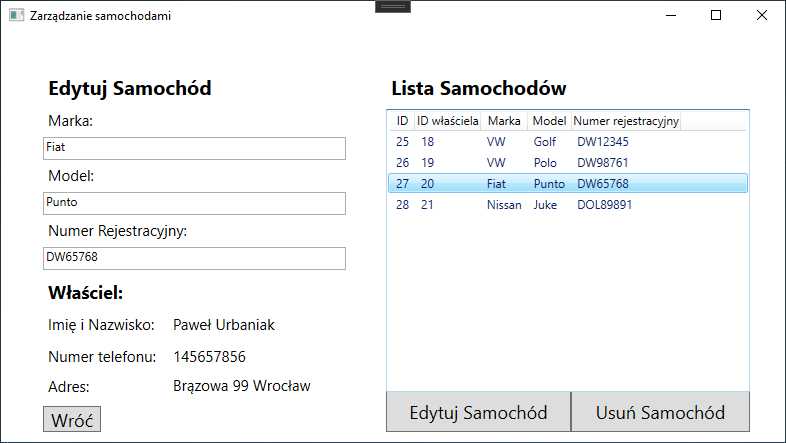 Zarządzanie samochodami
Edytuj Samochód
Marka:
Fiat
Model:
Punto
Numer Rejestracyjny:
DW65768
Właściel:
Imię i Nazwisko: Paweł Urbaniak
Numer telefonu: 145657856
Adres: Brązowa 99 Wrocław
Wróć
Lista Samochodów
ID ID właściela Marka Model Numer rejestracyjny
25 18 VW Golf DW12345
26 19 VW Polo DW98761
27 20 Fiat Punto DW65768
28 21 Nissan Juke DOL89891
Edytuj Samochód Usuń Samochód